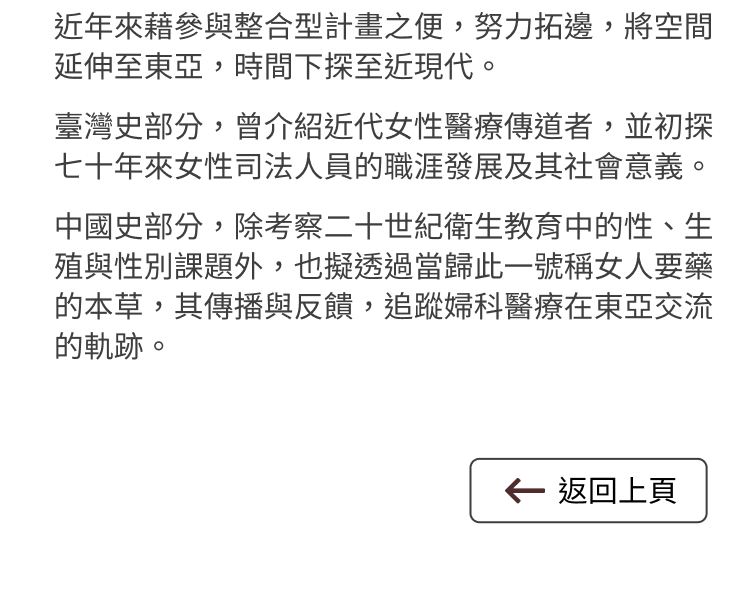 近年來藉參與整合型計畫之便，努力拓邊，將空間
延伸至東亞，時間下探至近現代。
臺灣史部分，曾介紹近代女性醫療傳道者，並初探
七十年來女性司法人員的職涯發展及其社會意義。
中國史部分，除考察二十世紀衛生教育中的性、生
殖與性別課題外，也擬透過當歸此一號稱女人要藥
的本草，其傳播與反饋，追蹤婦科醫療在東亞交流
的軌跡。
返回上頁